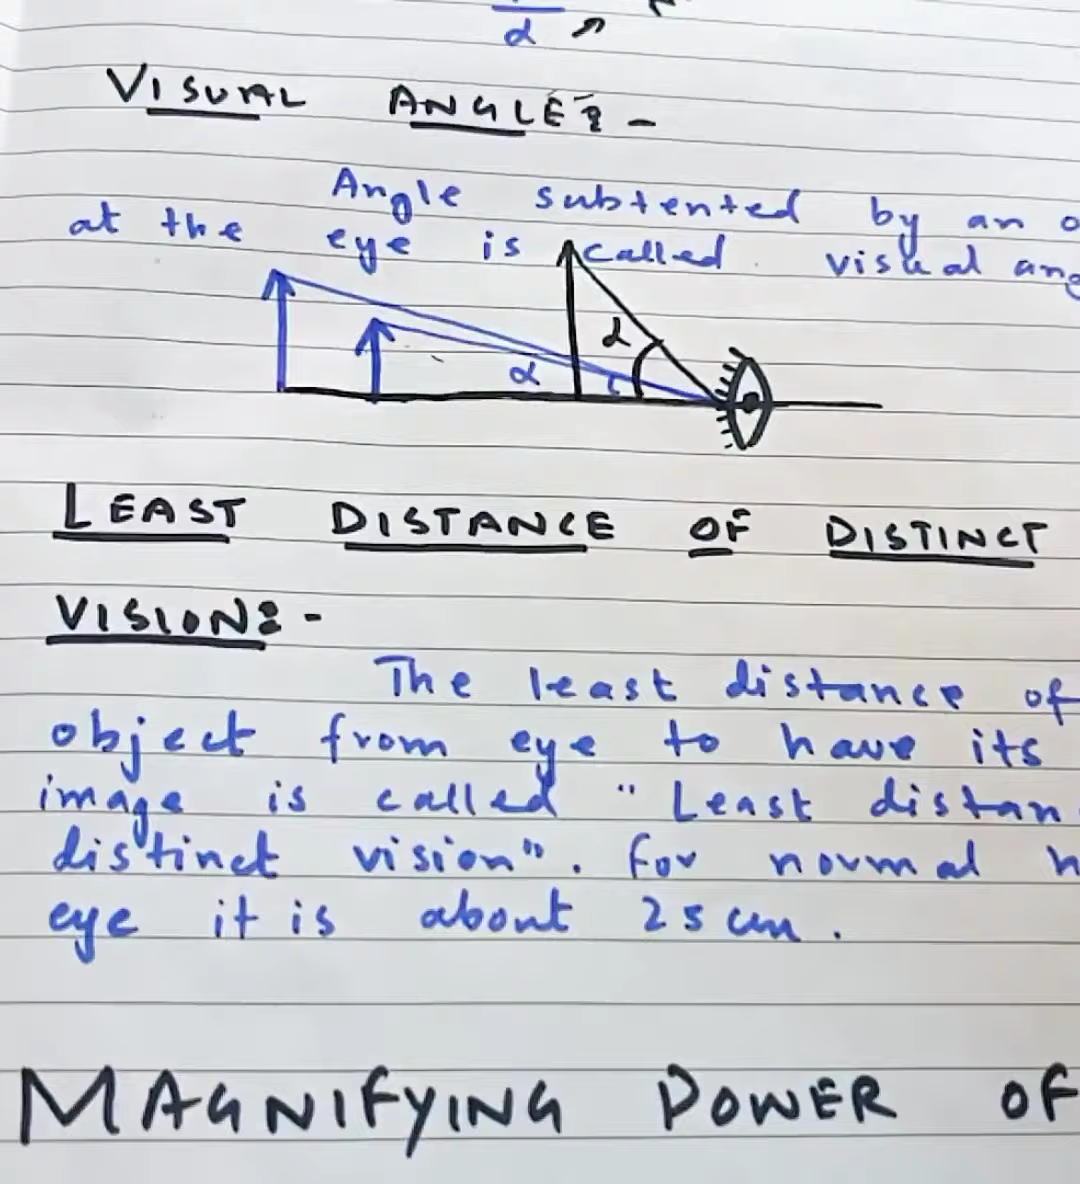 α
VISUAL ANGLE:-
Angle subtented by an
at the eye is called visual
α
α
LEAST DISTANCE OF DISTINCT
VISION:-
The least distance of
object from eye to have its
image is called "Least
distinct vision". For normal
eye it is about 25 cm.
MAGNIFYING POWER OF